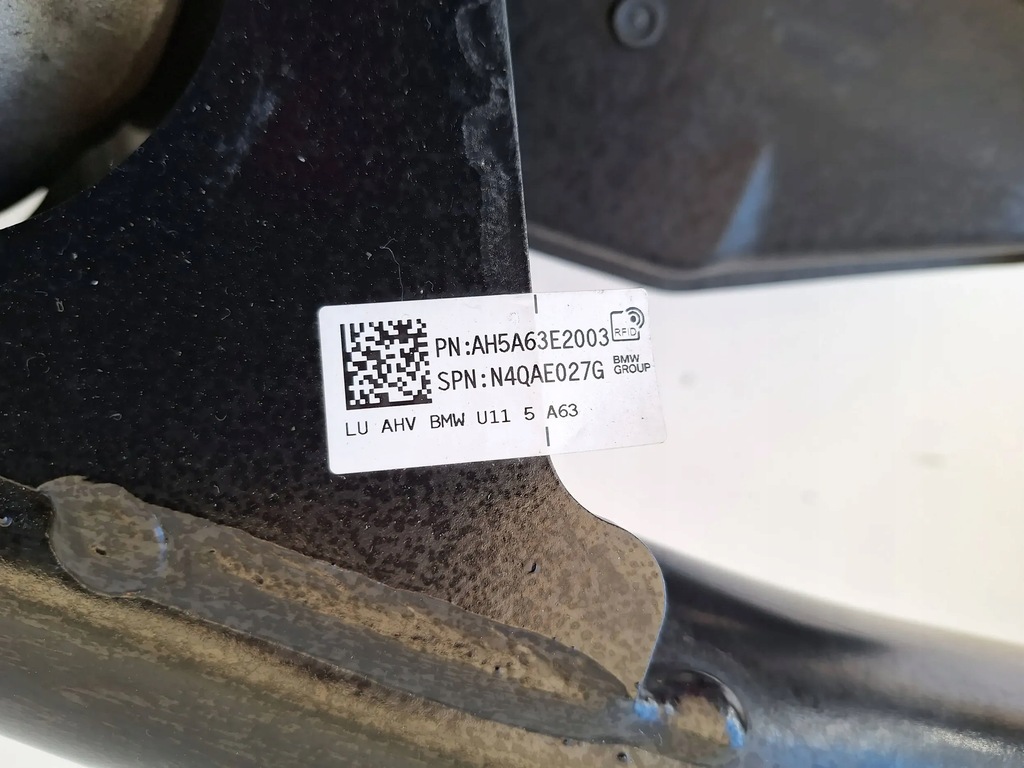 PN:AH5A63E2003
RFID
SPN:N4QAE027G
BMW
GROUP
LU AHV BMW U11 5 A63